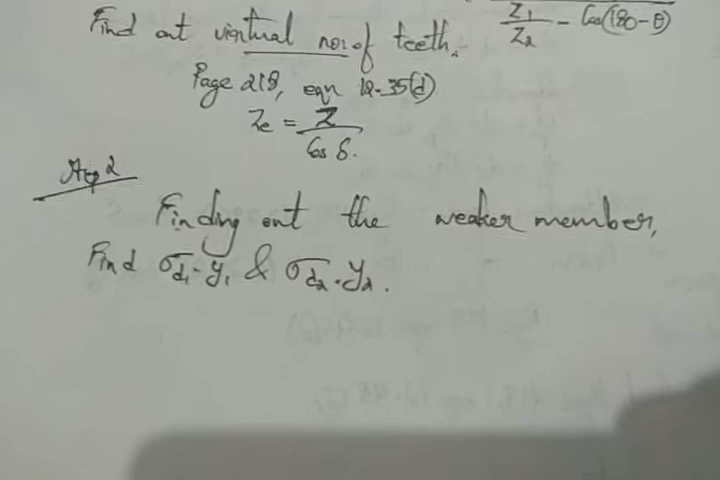 Z₁/Z₂ - Cos(180-θ)
Find out virtual no: of teeth.
Page 218, eqn 12.35(d)
Ze = Z/Cos δ.
Step 2
Finding out the weaker member,
Find σd₁·y₁ & σd₂·y₂.